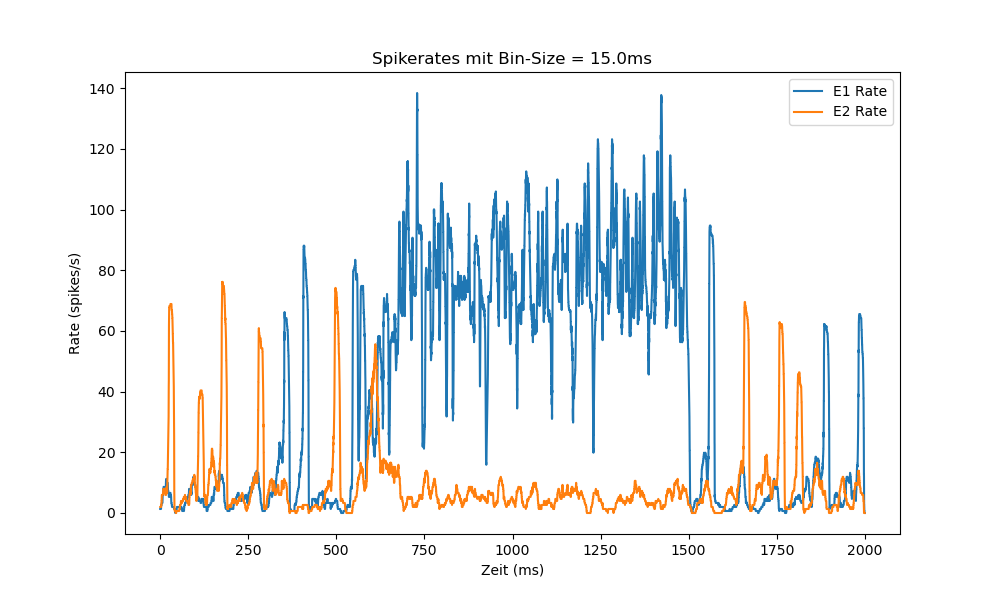 Spikerates mit Bin-Size = 15.0ms
E1 Rate
E2 Rate
Rate (spikes/s)
140
120
100
80
60
40
20
0
0 250 500 750 1000 1250 1500 1750 2000
Zeit (ms)